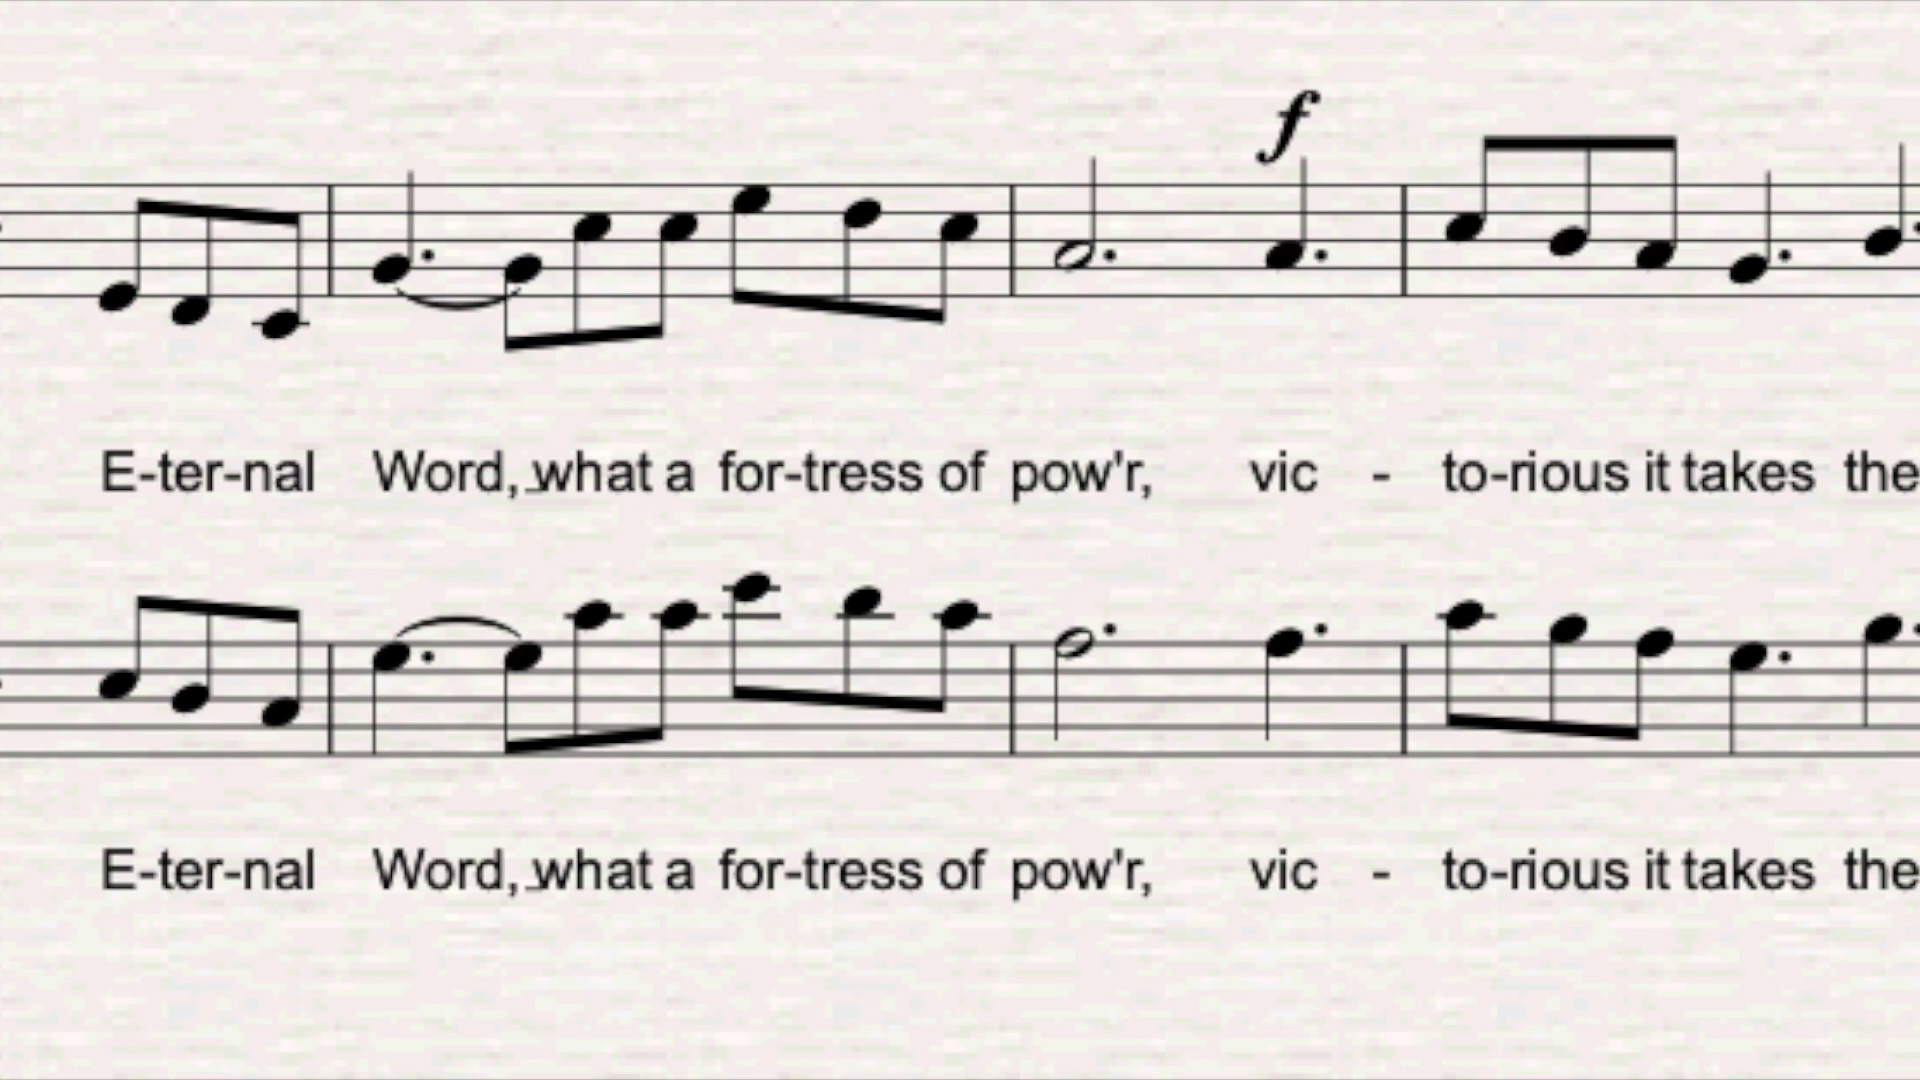 f
E-ter-nal Word, what a for-tress of pow'r, vic - to-rious it takes the
E-ter-nal Word, what a for-tress of pow'r, vic - to-rious it takes the